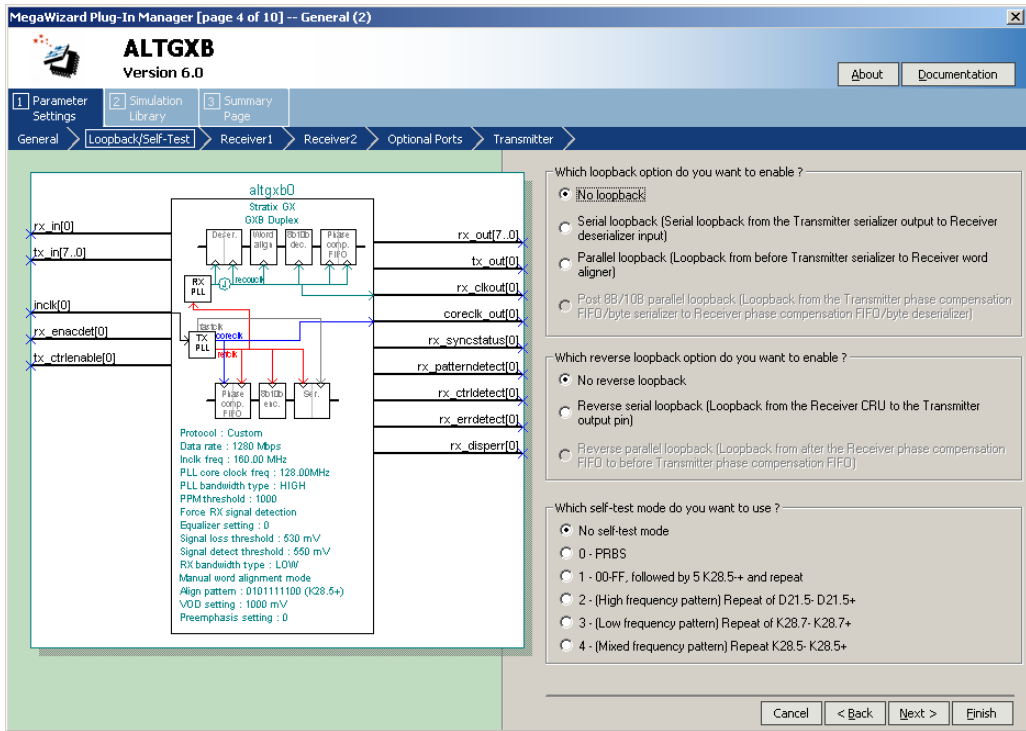 MegaWizard Plug-In Manager [page 4 of 10] -- General (2)
ALTGXB
Version 6.0
About
Documentation
1 Parameter Settings
2 Simulation Library
3 Summary Page
General
Loopback/Self-Test
Receiver1
Receiver2
Optional Ports
Transmitter
altgxb0
Stratix GX
GXB Duplex
Deser.
Word align
8b10b dec.
Phase comp. FIFO
RX PLL
recovclk
rx_in[0]
tx_in[7..0]
inclk[0]
rx_enacdet[0]
tx_ctrlenable[0]
fastclk
TX PLL
coreclk
refclk
Phase comp. FIFO
8b10b enc.
Ser.
rx_out[7..0]
tx_out[0]
rx_clkout[0]
coreclk_out[0]
rx_syncstatus[0]
rx_patterndetect[0]
rx_ctrldetect[0]
rx_errdetect[0]
rx_disperr[0]
Protocol : Custom
Data rate : 1280 Mbps
Inclk freq : 160.00 MHz
PLL core clock freq : 128.00MHz
PLL bandwidth type : HIGH
PPM threshold : 1000
Force RX signal detection
Equalizer setting : 0
Signal loss threshold : 530 mV
Signal detect threshold : 550 mV
RX bandwidth type : LOW
Manual word alignment mode
Align pattern : 0101111100 (K28.5+)
VOD setting : 1000 mV
Preemphasis setting : 0
Which loopback option do you want to enable ?
No loopback
Serial loopback (Serial loopback from the Transmitter serializer output to Receiver
deserializer input)
Parallel loopback (Loopback from before Transmitter serializer to Receiver word
aligner)
Post 8B/10B parallel loopback (Loopback from the Transmitter phase compensation
FIFO/byte serializer to Receiver phase compensation FIFO/byte deserializer)
Which reverse loopback option do you want to enable ?
No reverse loopback
Reverse serial loopback (Loopback from the Receiver CRU to the Transmitter
output pin)
Reverse parallel loopback (Loopback from after the Receiver phase compensation
FIFO to before Transmitter phase compensation FIFO)
Which self-test mode do you want to use ?
No self-test mode
0 - PRBS
1 - 00-FF, followed by 5 K28.5-+ and repeat
2 - (High frequency pattern) Repeat of D21.5- D21.5+
3 - (Low frequency pattern) Repeat of K28.7- K28.7+
4 - (Mixed frequency pattern) Repeat K28.5- K28.5+
Cancel
< Back
Next >
Finish